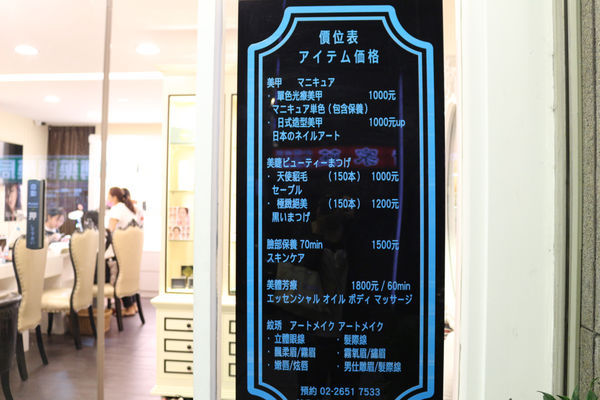 價位表
アイテム価格
美甲 マニキュア
・ 單色光療美甲 1000元
マニキュア単色(包含保養)
・ 日式造型美甲 1000元up
日本のネイルアート
美睫ビューティーまつげ
・ 天使貂毛 (150本) 1000元
セーブル
・ 極緻絕美 (150本) 1200元
黒いまつげ
臉部保養 70min 1500元
スキンケア
美體芳療 1800元 / 60min
エッセンシャル オイル ボディ マッサージ
紋琇 アートメイク アートメイク
・立體眼線 ・髮際線
・飄柔眉/霧眉 ・霧氧眉/繡眉
・嫩唇/炫唇 ・男仕雕眉/髮際線
預約 02-2651 7533
押